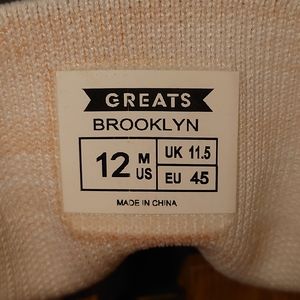 GREATS
BROOKLYN
12 M US UK 11.5
EU 45
MADE IN CHINA